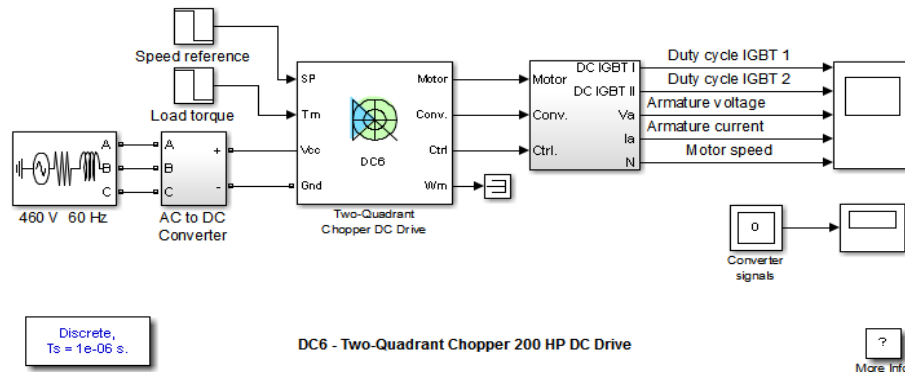 Speed reference
Load torque
460 V 60 Hz
A
B
C
A
B
C
+
-
AC to DC
Converter
SP
Tm
Vcc
Gnd
Motor
Conv.
Ctrl
Wm
DC6
Two-Quadrant
Chopper DC Drive
Motor
Conv.
Ctrl.
DC IGBT I
DC IGBT II
Va
Ia
N
Duty cycle IGBT 1
Duty cycle IGBT 2
Armature voltage
Armature current
Motor speed
0
Converter
signals
Discrete,
Ts = 1e-06 s.
DC6 - Two-Quadrant Chopper 200 HP DC Drive
?
More Info